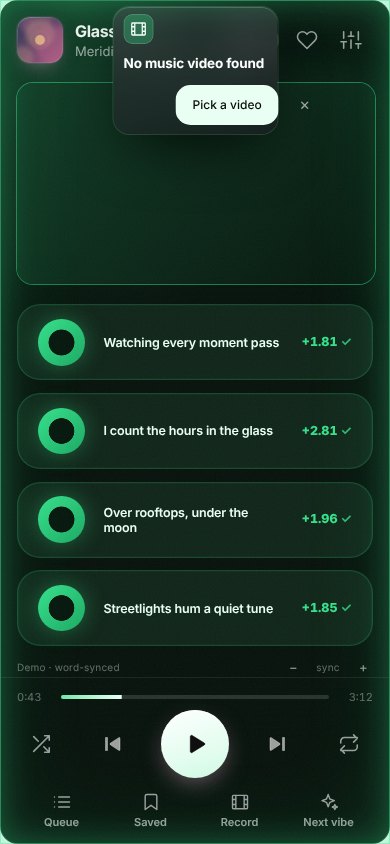 Glass
Meridi
No music video found
Pick a video
Watching every moment pass
+1.81
I count the hours in the glass
+2.81
Over rooftops, under the
moon
+1.96
Streetlights hum a quiet tune
+1.85
Demo · word-synced
− sync +
0:43
3:12
Queue
Saved
Record
Next vibe